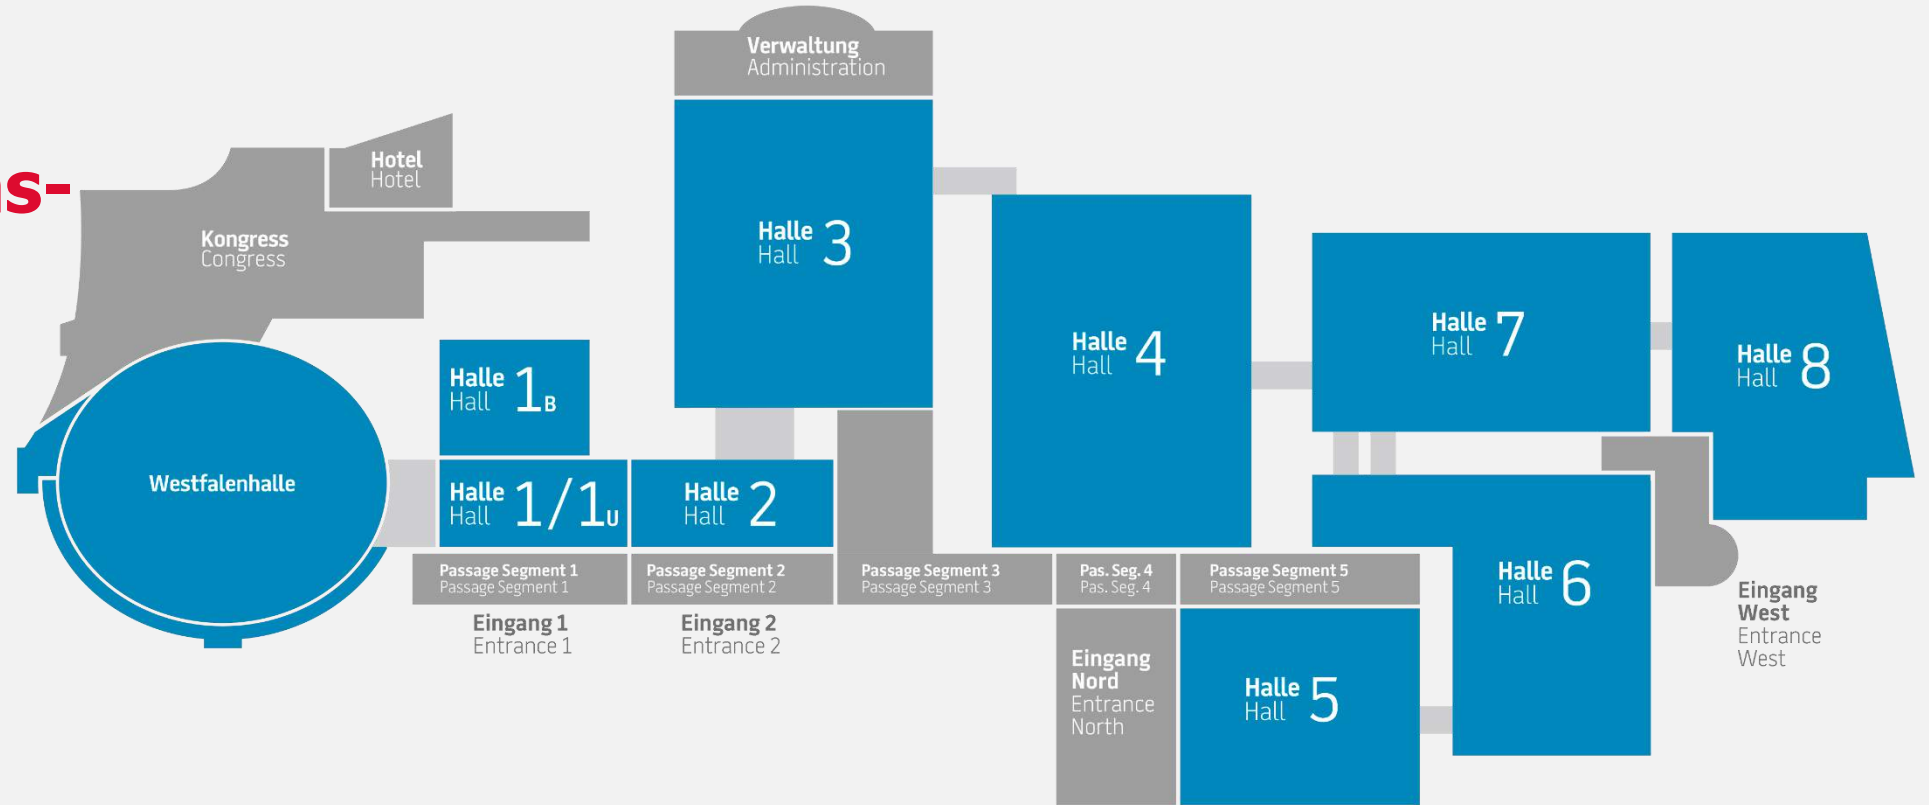 Verwaltung
Administration
Hotel
Hotel
Kongress
Congress
Halle 3
Hall
Halle 4
Hall
Halle 7
Hall
Halle 8
Hall
Halle 1B
Hall
Westfalenhalle
Halle 1/1U
Hall
Halle 2
Hall
Passage Segment 1
Passage Segment 1
Passage Segment 2
Passage Segment 2
Passage Segment 3
Passage Segment 3
Pas. Seg. 4
Pas. Seg. 4
Passage Segment 5
Passage Segment 5
Halle 6
Hall
Eingang 1
Entrance 1
Eingang 2
Entrance 2
Eingang
West
Entrance
West
Eingang
Nord
Entrance
North
Halle 5
Hall